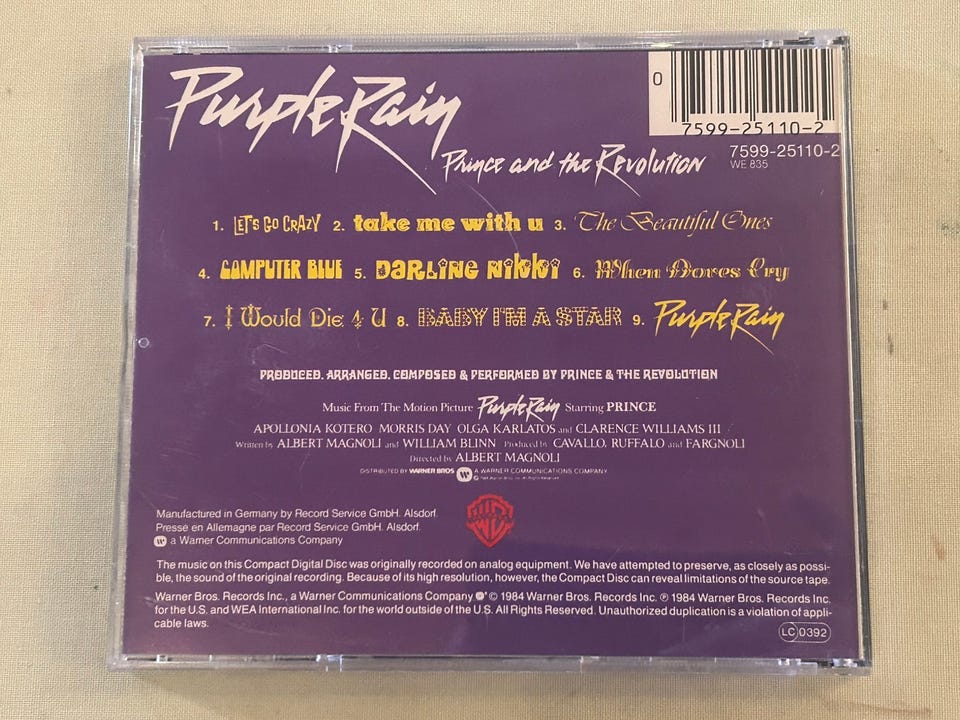 Purple Rain
0
7599-25110-2
Prince and the Revolution
7599-25110-2
WE 835
1. LET'S GO CRAZY 2. take me with u 3. The Beautiful Ones
4. COMPUTER BLUE 5. DARLING NIKKI 6. When Doves Cry
7. I Would Die 4 U 8. BABY I'M A STAR 9. Purple Rain
PRODUCED, ARRANGED, COMPOSED & PERFORMED BY PRINCE & THE REVOLUTION
Music From The Motion Picture Purple Rain Starring PRINCE
APOLLONIA KOTERO MORRIS DAY OLGA KARLATOS and CLARENCE WILLIAMS III
Written by ALBERT MAGNOLI and WILLIAM BLINN Produced by CAVALLO, RUFFALO and FARGNOLI
Directed by ALBERT MAGNOLI
DISTRIBUTED BY WARNER BROS A WARNER COMMUNICATIONS COMPANY
Manufactured in Germany by Record Service GmbH. Alsdorf.
Pressé en Allemagne par Record Service GmbH. Alsdorf.
a Warner Communications Company
The music on this Compact Digital Disc was originally recorded on analog equipment. We have attempted to preserve, as closely as possi-
ble, the sound of the original recording. Because of its high resolution, however, the Compact Disc can reveal limitations of the source tape.
Warner Bros. Records Inc., a Warner Communications Company © 1984 Warner Bros. Records Inc. ℗ 1984 Warner Bros. Records Inc.
for the U.S. and WEA International Inc. for the world outside of the U.S. All Rights Reserved. Unauthorized duplication is a violation of appli-
cable laws.
LC 0392